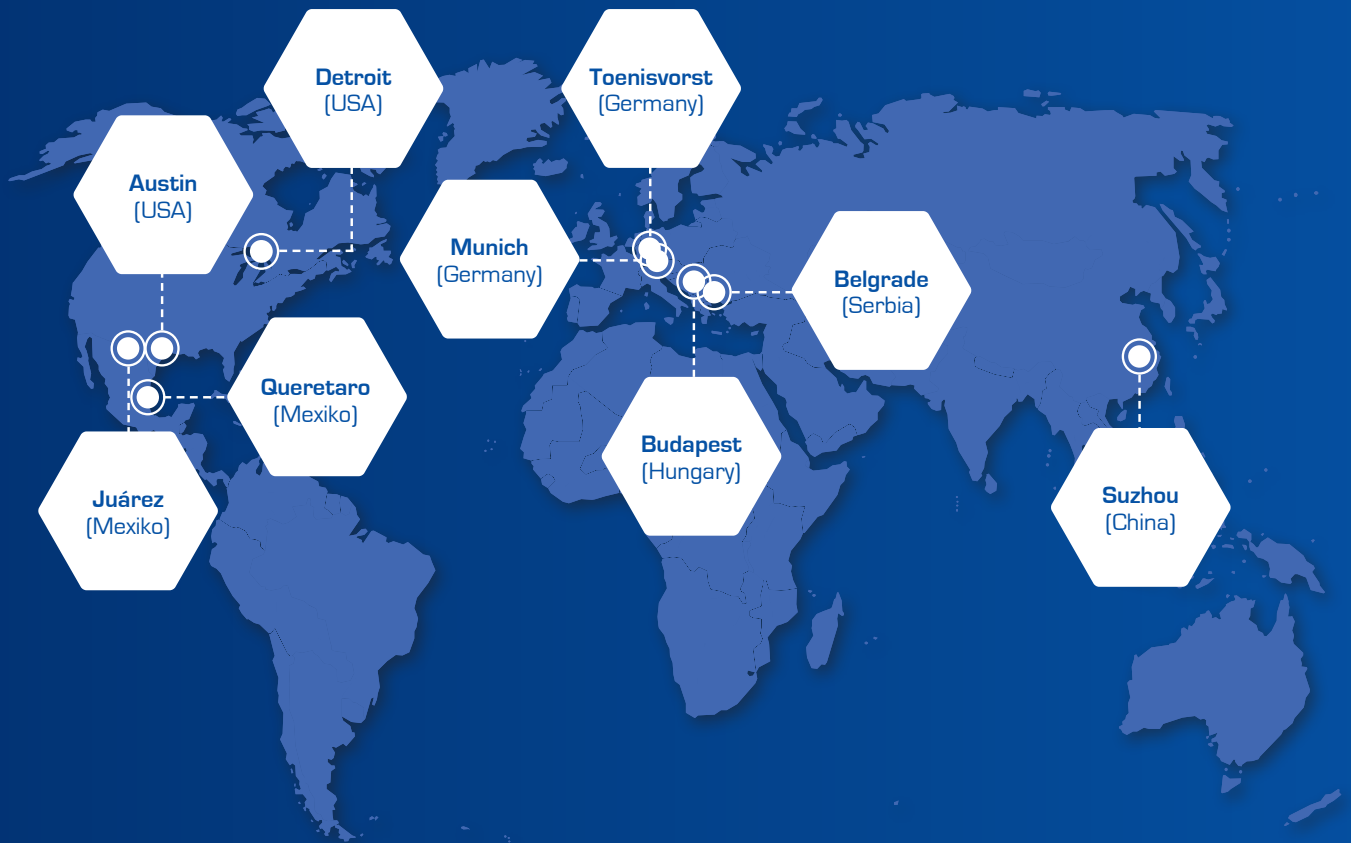 Detroit
(USA)
Toenisvorst
(Germany)
Austin
(USA)
Munich
(Germany)
Belgrade
(Serbia)
Queretaro
(Mexiko)
Budapest
(Hungary)
Juárez
(Mexiko)
Suzhou
(China)